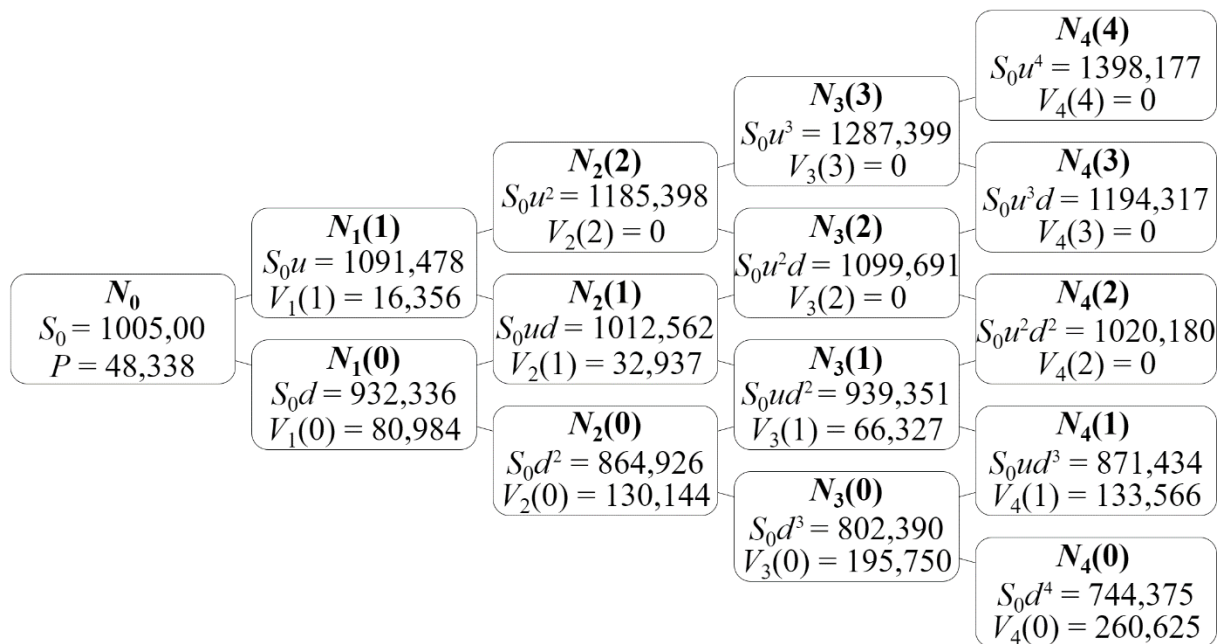 N₀
S₀ = 1005,00
P = 48,338
N₁(1)
S₀u = 1091,478
V₁(1) = 16,356
N₁(0)
S₀d = 932,336
V₁(0) = 80,984
N₂(2)
S₀u² = 1185,398
V₂(2) = 0
N₂(1)
S₀ud = 1012,562
V₂(1) = 32,937
N₂(0)
S₀d² = 864,926
V₂(0) = 130,144
N₃(3)
S₀u³ = 1287,399
V₃(3) = 0
N₃(2)
S₀u²d = 1099,691
V₃(2) = 0
N₃(1)
S₀ud² = 939,351
V₃(1) = 66,327
N₃(0)
S₀d³ = 802,390
V₃(0) = 195,750
N₄(4)
S₀u⁴ = 1398,177
V₄(4) = 0
N₄(3)
S₀u³d = 1194,317
V₄(3) = 0
N₄(2)
S₀u²d² = 1020,180
V₄(2) = 0
N₄(1)
S₀ud³ = 871,434
V₄(1) = 133,566
N₄(0)
S₀d⁴ = 744,375
V₄(0) = 260,625